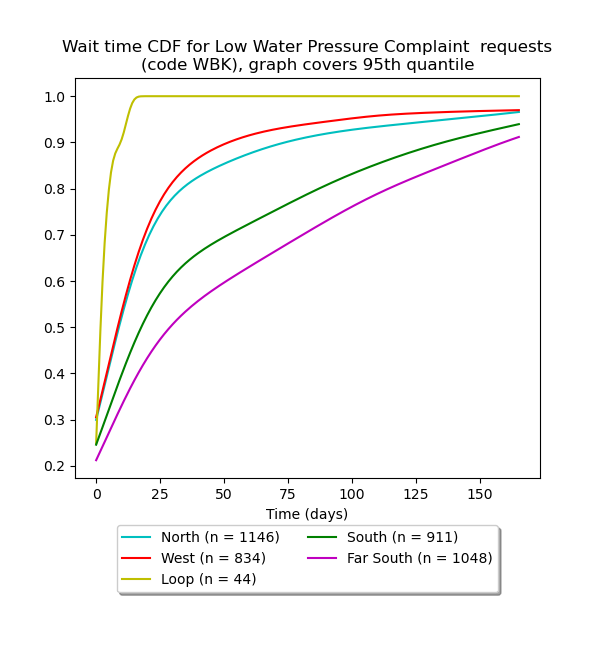 Wait time CDF for Low Water Pressure Complaint  requests
(code WBK), graph covers 95th quantile
1.0
0.9
0.8
0.7
0.6
0.5
0.4
0.3
0.2
0 25 50 75 100 125 150
Time (days)
North (n = 1146)
West (n = 834)
Loop (n = 44)
South (n = 911)
Far South (n = 1048)